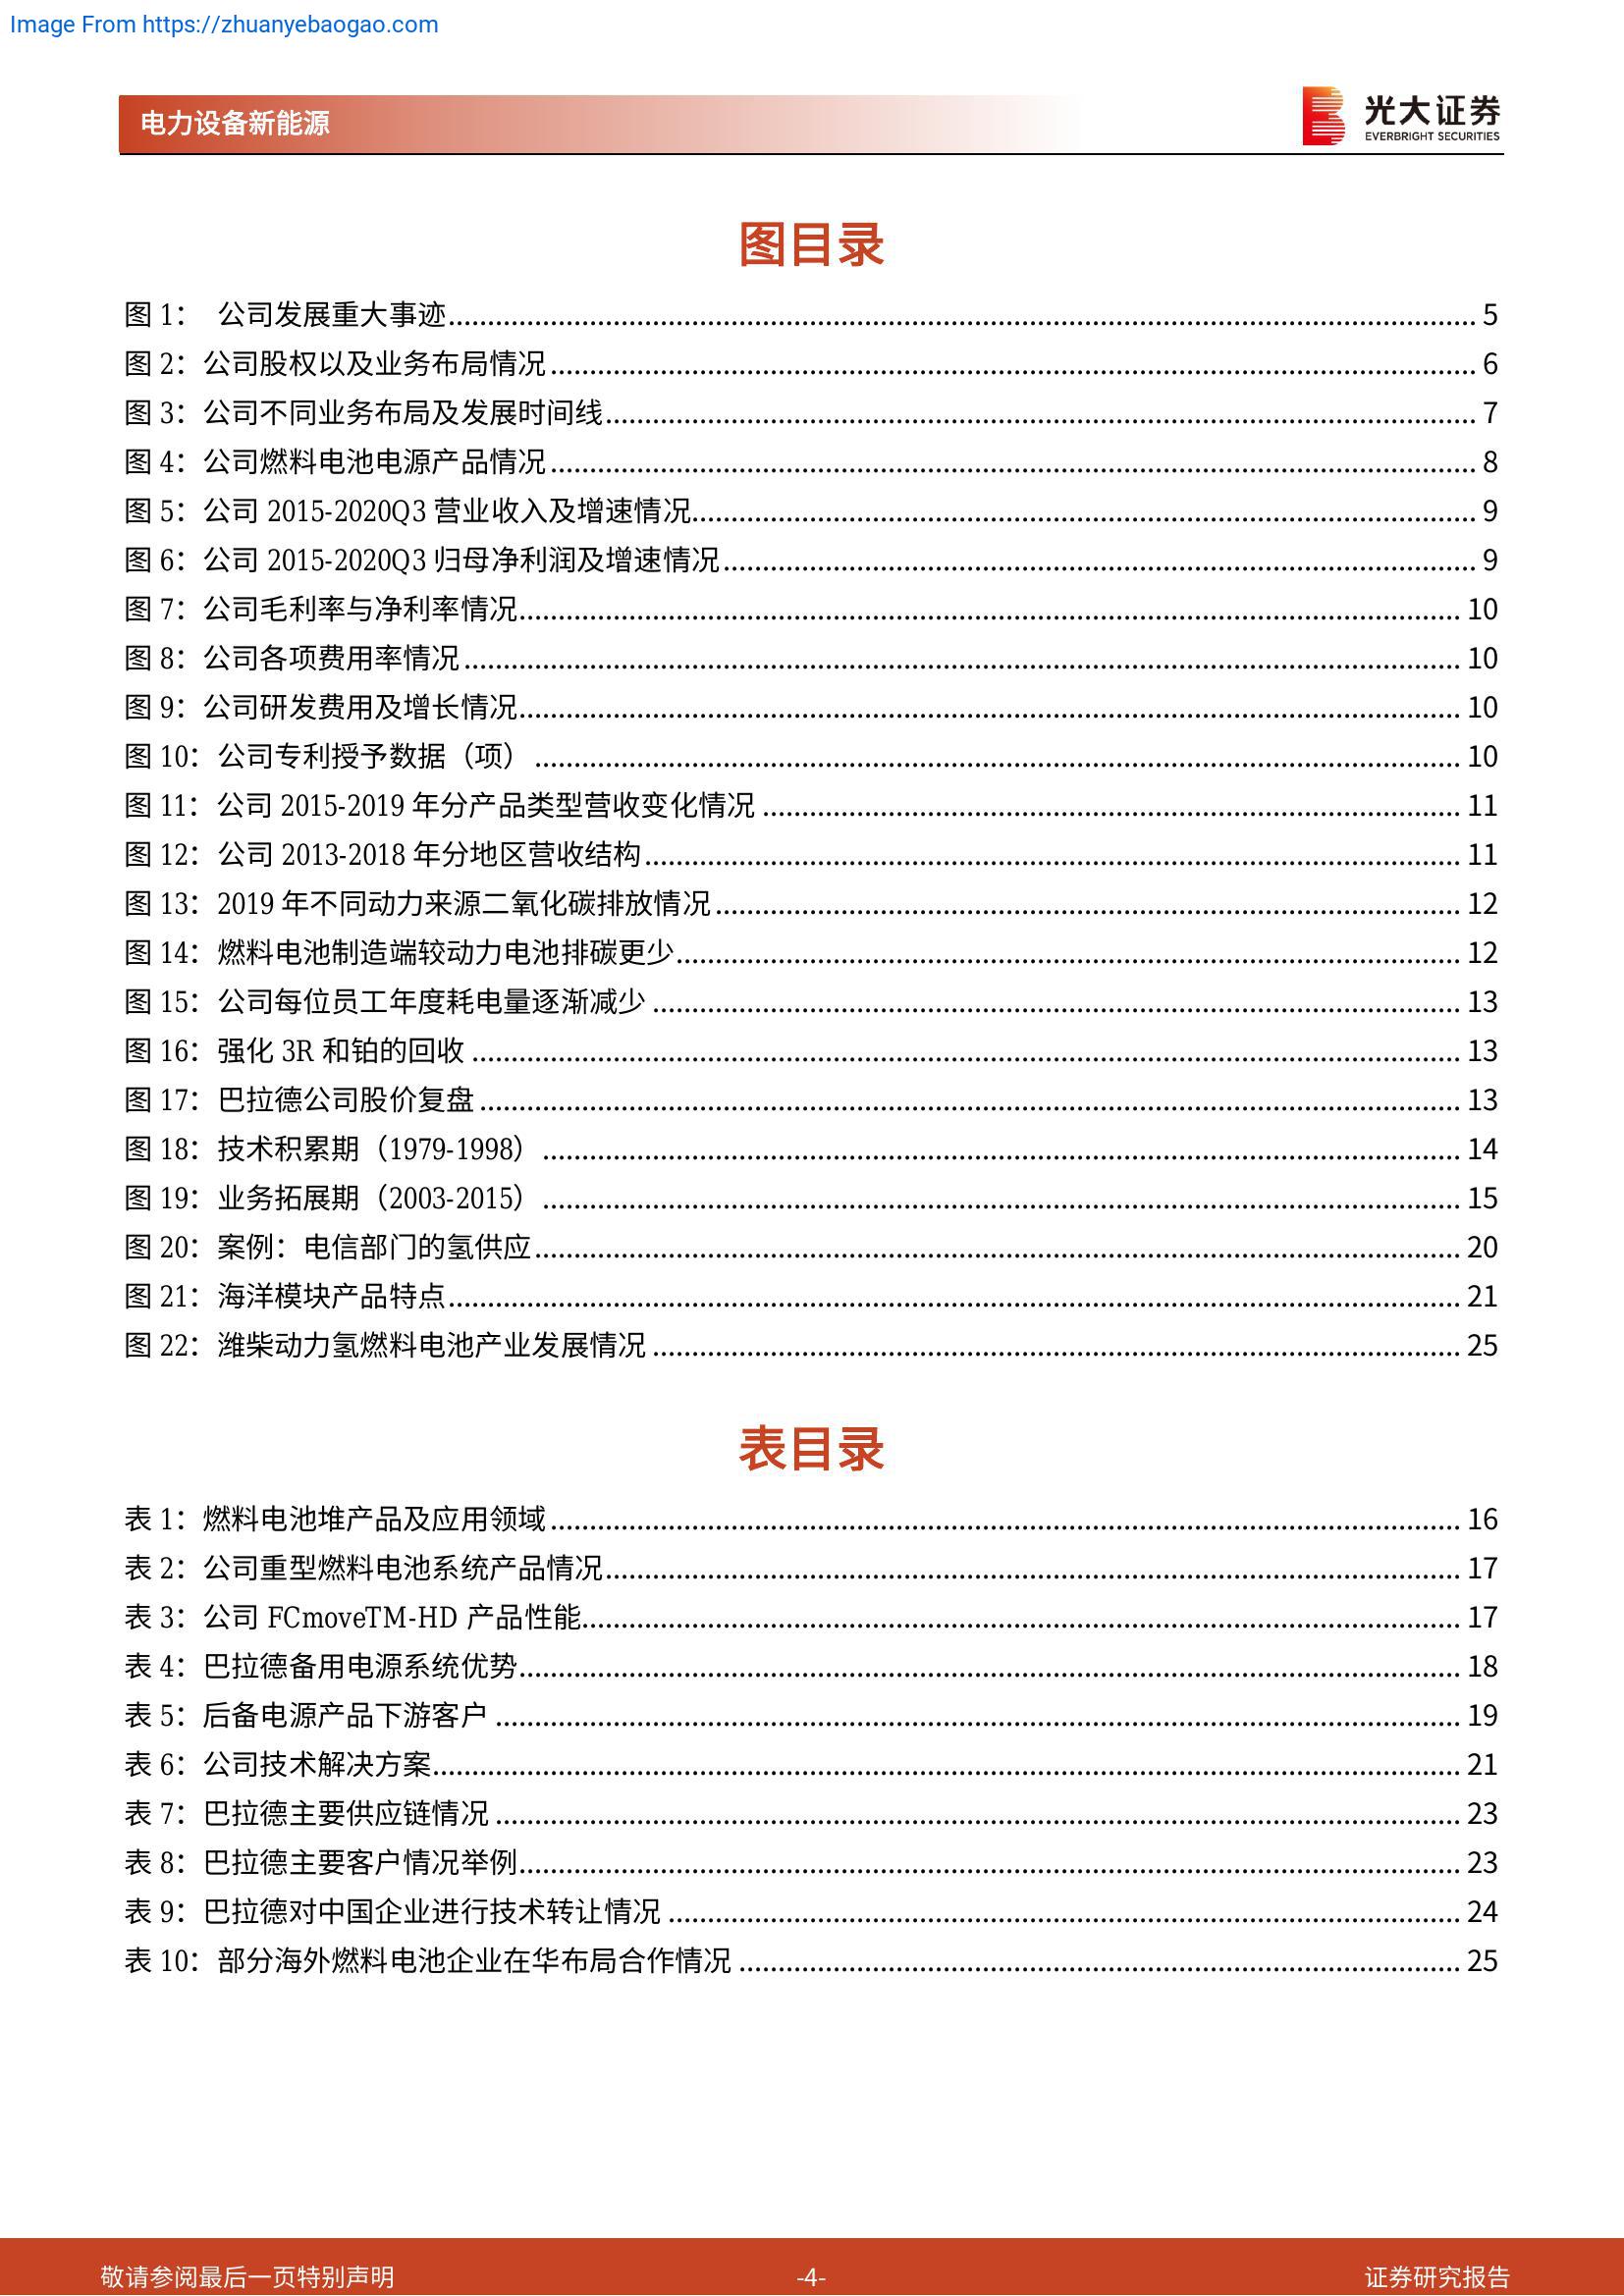 Image From https://zhuanyebaogao.com
电力设备新能源
光大证券
EVERBRIGHT SECURITIES
图目录
图 1： 公司发展重大事迹 5
图 2：公司股权以及业务布局情况 6
图 3：公司不同业务布局及发展时间线 7
图 4：公司燃料电池电源产品情况 8
图 5：公司 2015-2020Q3 营业收入及增速情况 9
图 6：公司 2015-2020Q3 归母净利润及增速情况 9
图 7：公司毛利率与净利率情况 10
图 8：公司各项费用率情况 10
图 9：公司研发费用及增长情况 10
图 10：公司专利授予数据（项） 10
图 11：公司 2015-2019 年分产品类型营收变化情况 11
图 12：公司 2013-2018 年分地区营收结构 11
图 13：2019 年不同动力来源二氧化碳排放情况 12
图 14：燃料电池制造端较动力电池排碳更少 12
图 15：公司每位员工年度耗电量逐渐减少 13
图 16：强化 3R 和铂的回收 13
图 17：巴拉德公司股价复盘 13
图 18：技术积累期（1979-1998） 14
图 19：业务拓展期（2003-2015） 15
图 20：案例：电信部门的氢供应 20
图 21：海洋模块产品特点 21
图 22：潍柴动力氢燃料电池产业发展情况 25
表目录
表 1：燃料电池堆产品及应用领域 16
表 2：公司重型燃料电池系统产品情况 17
表 3：公司 FCmoveTM-HD 产品性能 17
表 4：巴拉德备用电源系统优势 18
表 5：后备电源产品下游客户 19
表 6：公司技术解决方案 21
表 7：巴拉德主要供应链情况 23
表 8：巴拉德主要客户情况举例 23
表 9：巴拉德对中国企业进行技术转让情况 24
表 10：部分海外燃料电池企业在华布局合作情况 25
敬请参阅最后一页特别声明 -4- 证券研究报告